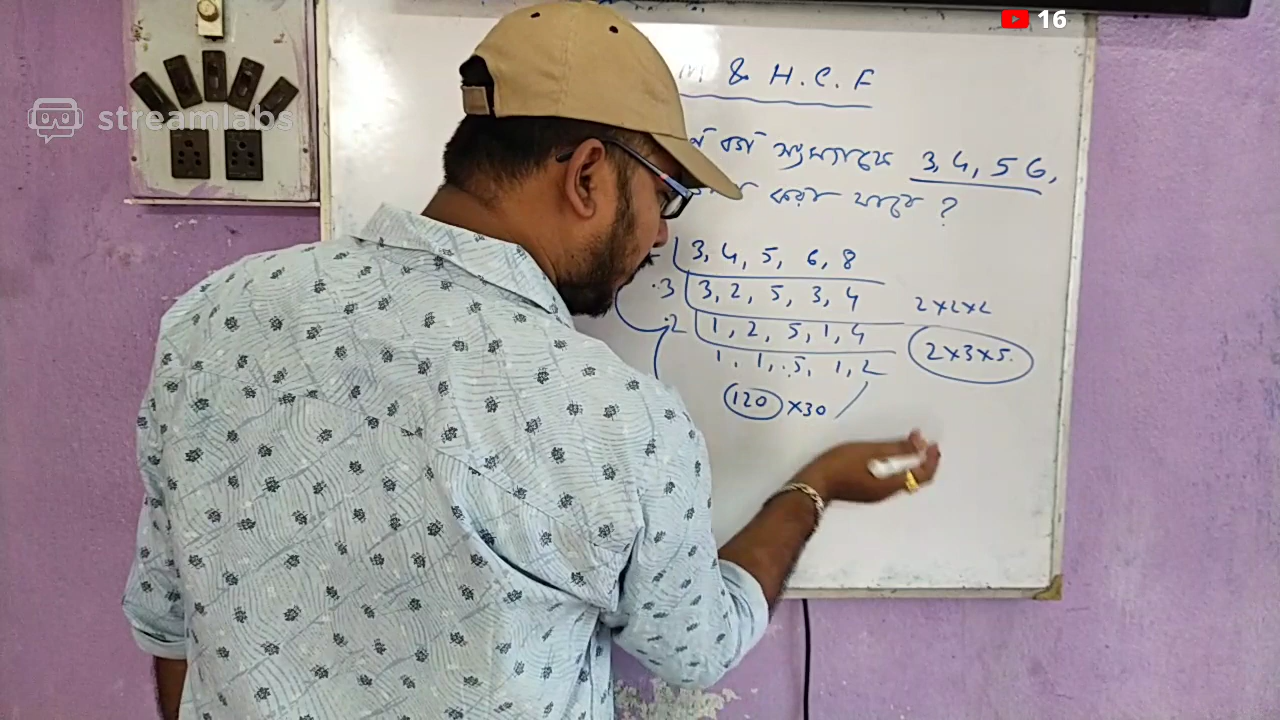 16
streamlabs
M & H.C.F
3, 4, 5 6,
?
3, 4, 5, 6, 8
3 3, 2, 5, 3, 4
2×2×2
2 1, 2, 5, 1, 4
2×3×5.
1, 1, 5, 1, 2
120 ×30